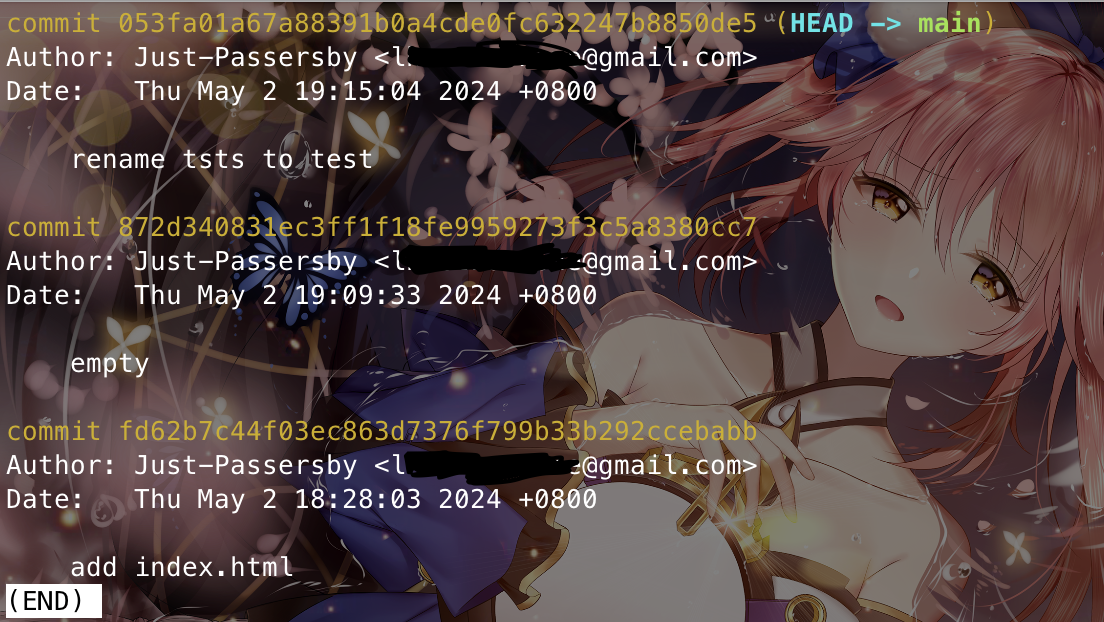 commit 053fa01a67a88391b0a4cde0fc632247b8850de5 (HEAD -> main)
Author: Just-Passersby <l @gmail.com>
Date:   Thu May 2 19:15:04 2024 +0800
rename tsts to test
commit 872d340831ec3ff1f18fe9959273f3c5a8380cc7
Author: Just-Passersby <l e@gmail.com>
Date:   Thu May 2 19:09:33 2024 +0800
empty
commit fd62b7c44f03ec863d7376f799b33b292ccebabb
Author: Just-Passersby <l e@gmail.com>
Date:   Thu May 2 18:28:03 2024 +0800
add index.html
(END)